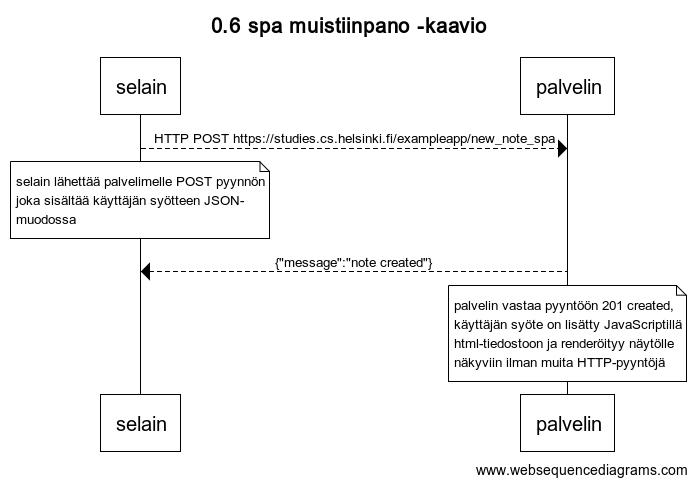 0.6 spa muistiinpano -kaavio
selain
palvelin
HTTP POST https://studies.cs.helsinki.fi/exampleapp/new_note_spa
selain lähettää palvelimelle POST pyynnön
joka sisältää käyttäjän syötteen JSON-
muodossa
{"message":"note created"}
palvelin vastaa pyyntöön 201 created,
käyttäjän syöte on lisätty JavaScriptillä
html-tiedostoon ja renderöityy näytölle
näkyviin ilman muita HTTP-pyyntöjä
selain
palvelin
www.websequencediagrams.com